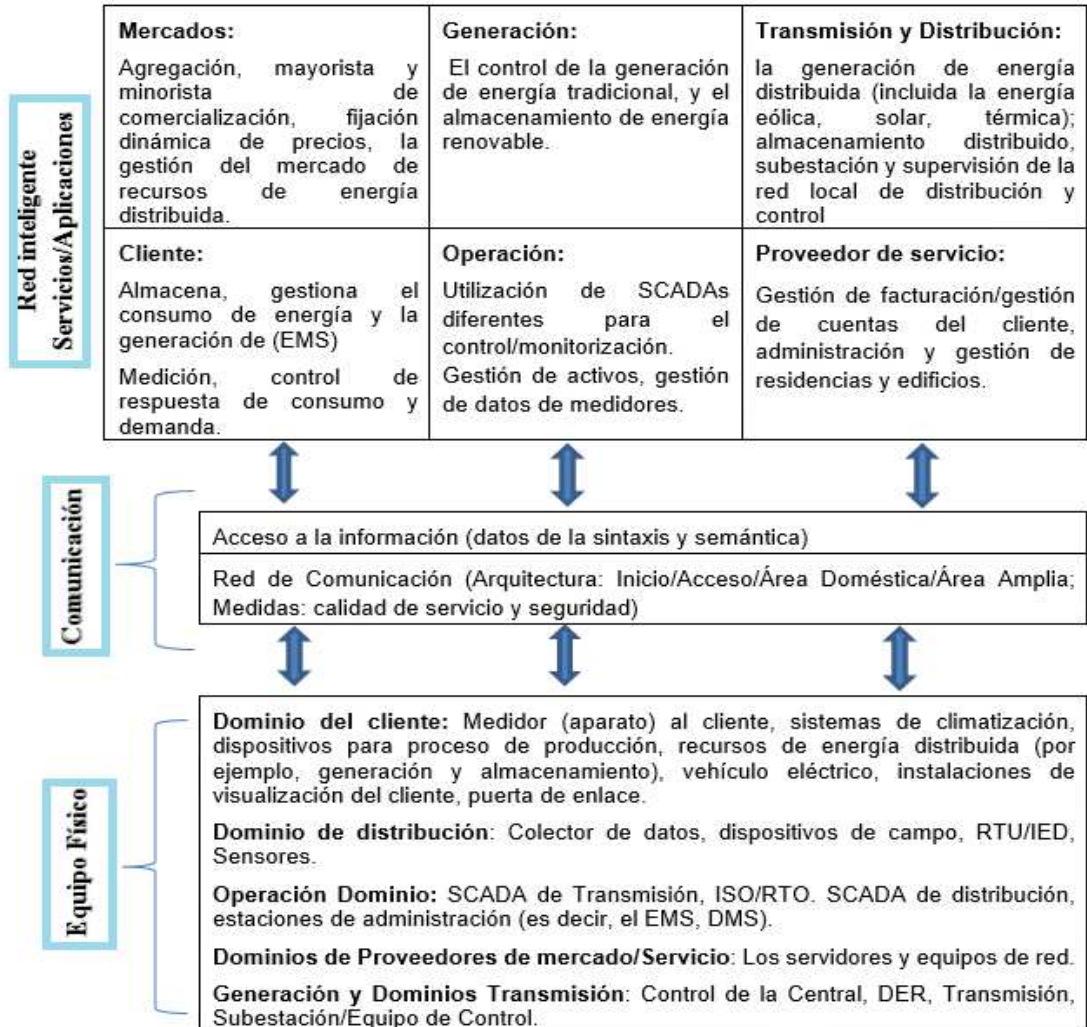 Red inteligente
Servicios/Aplicaciones
Mercados:
Agregación, mayorista y
minorista de
comercialización, fijación
dinámica de precios, la
gestión del mercado de
recursos de energía
distribuida.
Generación:
El control de la generación
de energía tradicional, y el
almacenamiento de energía
renovable.
Transmisión y Distribución:
la generación de energía
distribuida (incluida la energía
eólica, solar, térmica);
almacenamiento distribuido,
subestación y supervisión de la
red local de distribución y
control
Cliente:
Almacena, gestiona el
consumo de energía y la
generación de (EMS)
Medición, control de
respuesta de consumo y
demanda.
Operación:
Utilización de SCADAs
diferentes para el
control/monitorización.
Gestión de activos, gestión
de datos de medidores.
Proveedor de servicio:
Gestión de facturación/gestión
de cuentas del cliente,
administración y gestión de
residencias y edificios.
Comunicación
Acceso a la información (datos de la sintaxis y semántica)
Red de Comunicación (Arquitectura: Inicio/Acceso/Área Doméstica/Área Amplia;
Medidas: calidad de servicio y seguridad)
Equipo Físico
Dominio del cliente: Medidor (aparato) al cliente, sistemas de climatización,
dispositivos para proceso de producción, recursos de energía distribuida (por
ejemplo, generación y almacenamiento), vehículo eléctrico, instalaciones de
visualización del cliente, puerta de enlace.
Dominio de distribución: Colector de datos, dispositivos de campo, RTU/IED,
Sensores.
Operación Dominio: SCADA de Transmisión, ISO/RTO. SCADA de distribución,
estaciones de administración (es decir, el EMS, DMS).
Dominios de Proveedores de mercado/Servicio: Los servidores y equipos de red.
Generación y Dominios Transmisión: Control de la Central, DER, Transmisión,
Subestación/Equipo de Control.